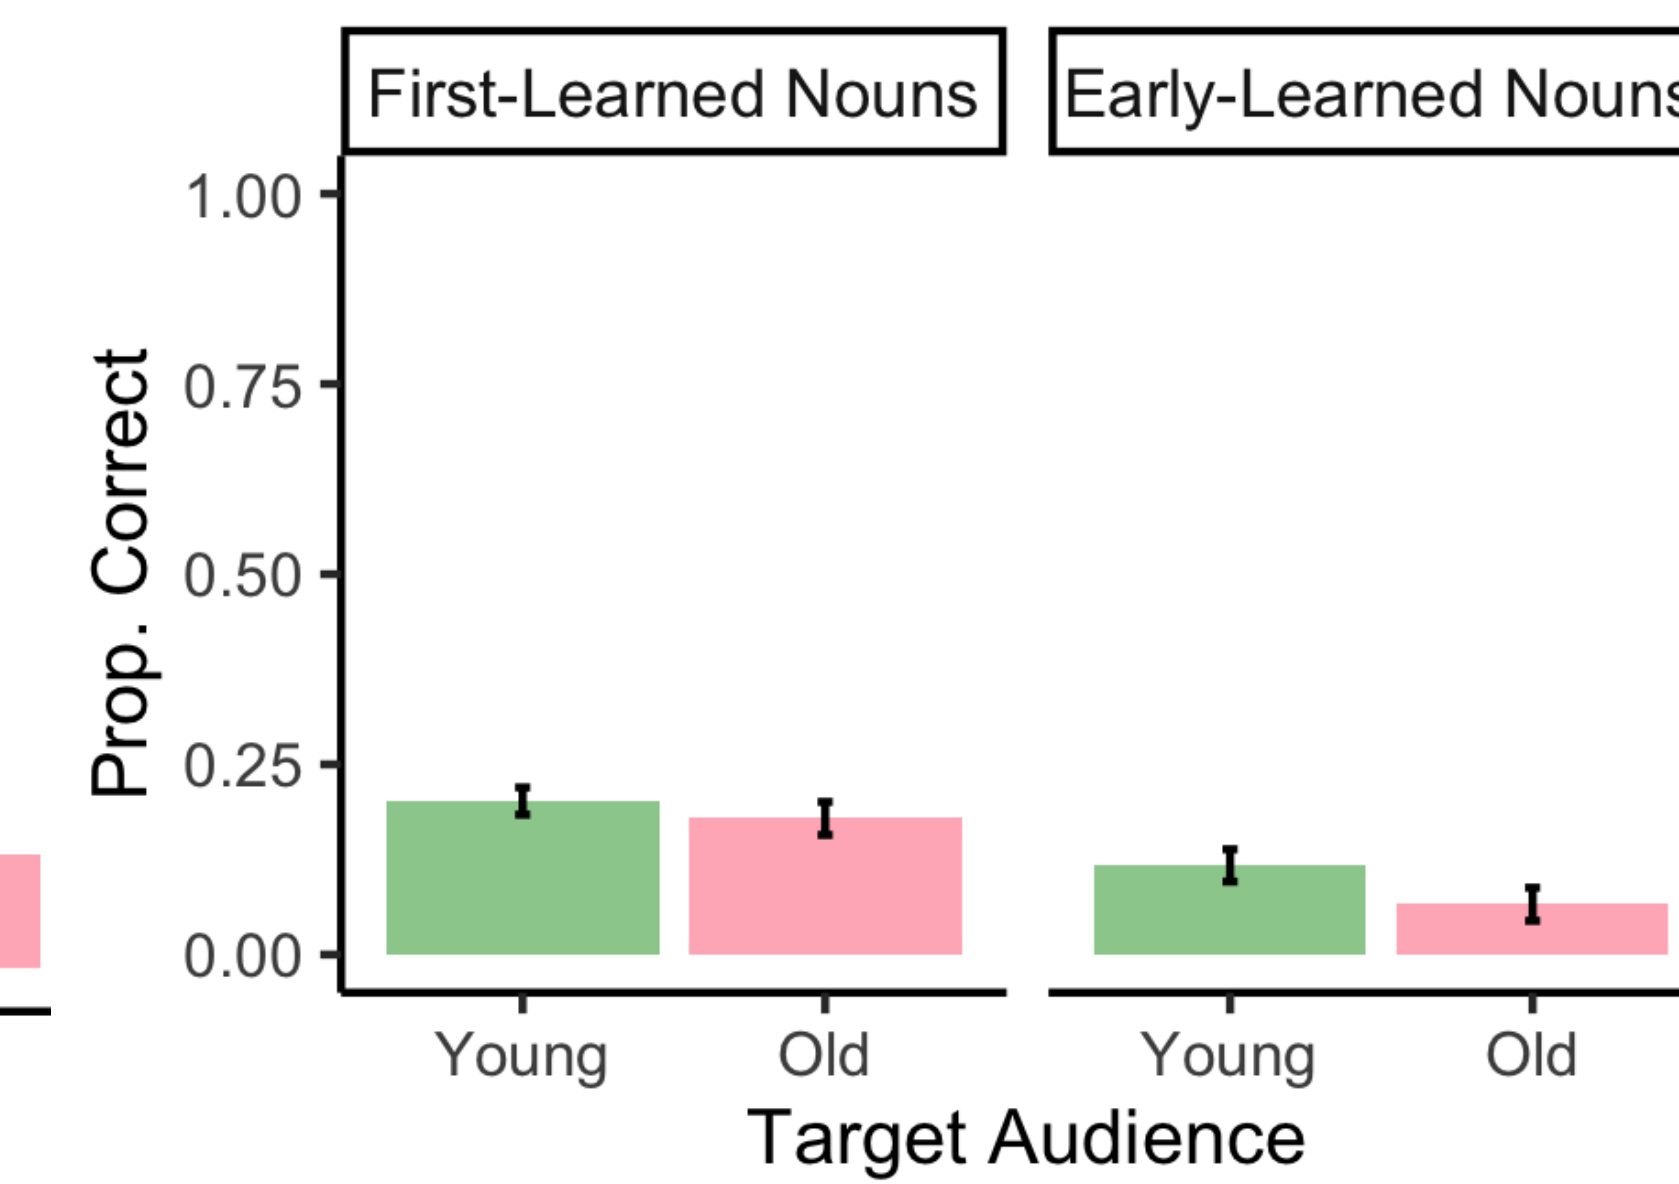 First-Learned Nouns
Early-Learned Nouns
Prop. Correct
1.00
0.75
0.50
0.25
0.00
Young Old Young Old
Target Audience